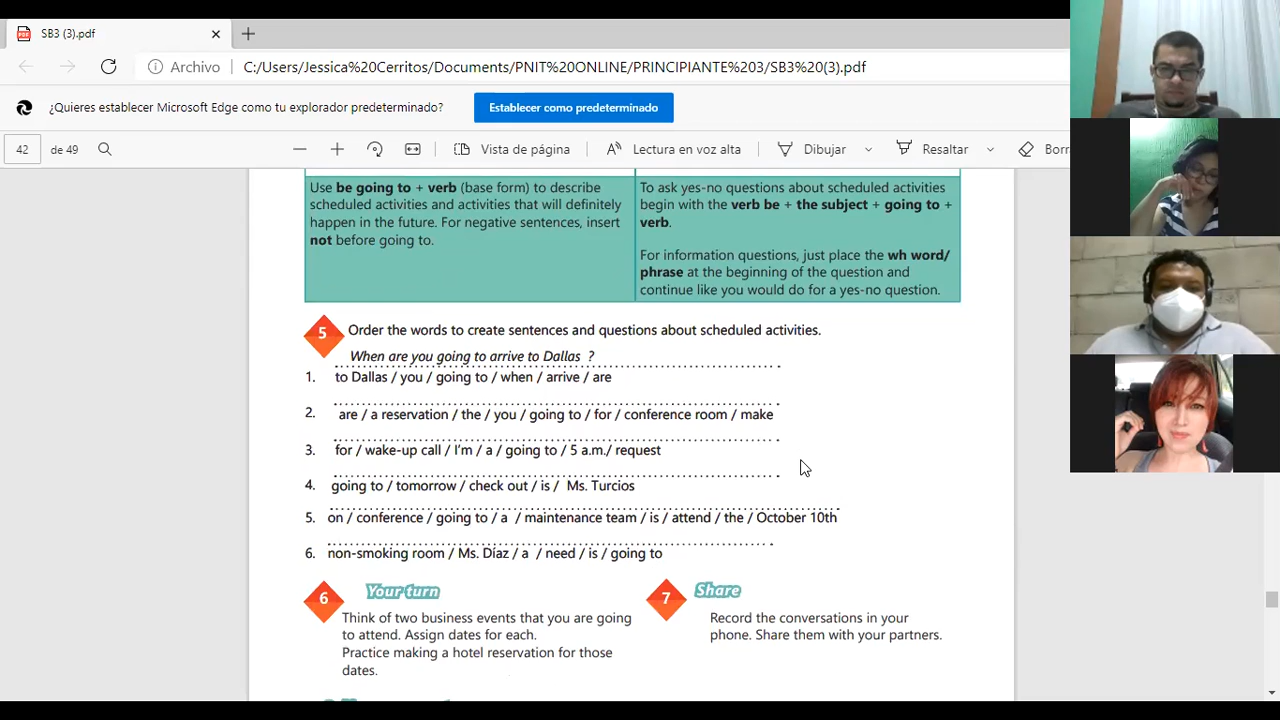 SB3 (3).pdf
Archivo C:/Users/Jessica%20Cerritos/Documents/PNIT%20ONLINE/PRINCIPIANTE%203/SB3%20(3).pdf
¿Quieres establecer Microsoft Edge como tu explorador predeterminado? Establecer como predeterminado
42 de 49 Vista de página Lectura en voz alta Dibujar Resaltar Borr
Use be going to + verb (base form) to describe
scheduled activities and activities that will definitely
happen in the future. For negative sentences, insert
not before going to.
To ask yes-no questions about scheduled activities
begin with the verb be + the subject + going to +
verb.
For information questions, just place the wh word/
phrase at the beginning of the question and
continue like you would do for a yes-no question.
5 Order the words to create sentences and questions about scheduled activities.
When are you going to arrive to Dallas ?
1. to Dallas / you / going to / when / arrive / are
2. are / a reservation / the / you / going to / for / conference room / make
3. for / wake-up call / I'm / a / going to / 5 a.m./ request
4. going to / tomorrow / check out / is / Ms. Turcios
5. on / conference / going to / a / maintenance team / is / attend / the / October 10th
6. non-smoking room / Ms. Díaz / a / need / is / going to
6 Your turn
Think of two business events that you are going
to attend. Assign dates for each.
Practice making a hotel reservation for those
dates.
7 Share
Record the conversations in your
phone. Share them with your partners.